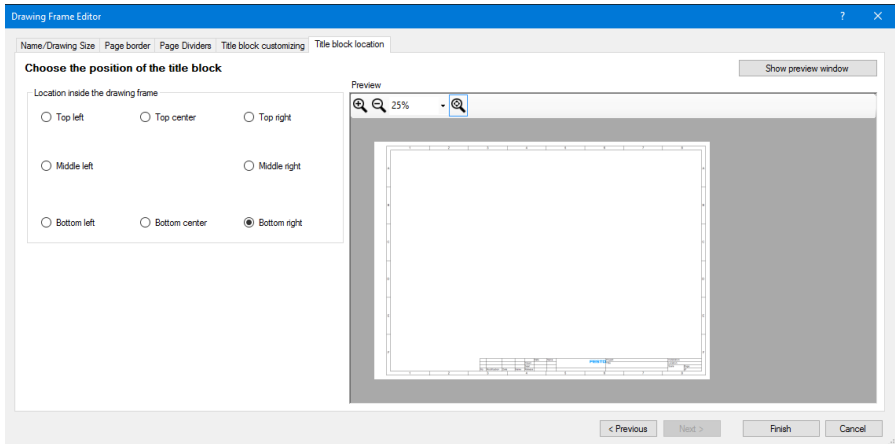 Drawing Frame Editor
Name/Drawing Size Page border Page Dividers Title block customizing Title block location
Choose the position of the title block
Show preview window
Location inside the drawing frame
Top left Top center Top right
Middle left Middle right
Bottom left Bottom center Bottom right
Preview
25%
FESTO
< Previous Next > Finish Cancel